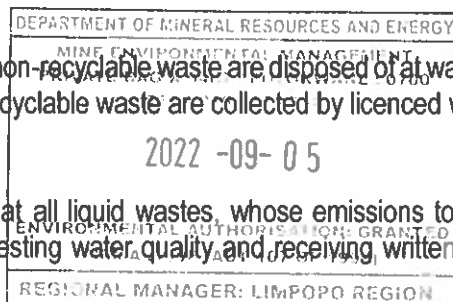 DEPARTMENT OF MINERAL RESOURCES AND ENERGY
MINE ENVIRONMENTAL MANAGEMENT
non-recyclable waste are disposed of at wa
0700
cyclable waste are collected by licenced v
2022 -09- 05
at all liquid wastes, whose emissions to
ENVIRONMENTAL AUTHORISATION: GRANTED
esting water quality and receiving written
REGIONAL MANAGER: LIMPOPO REGION